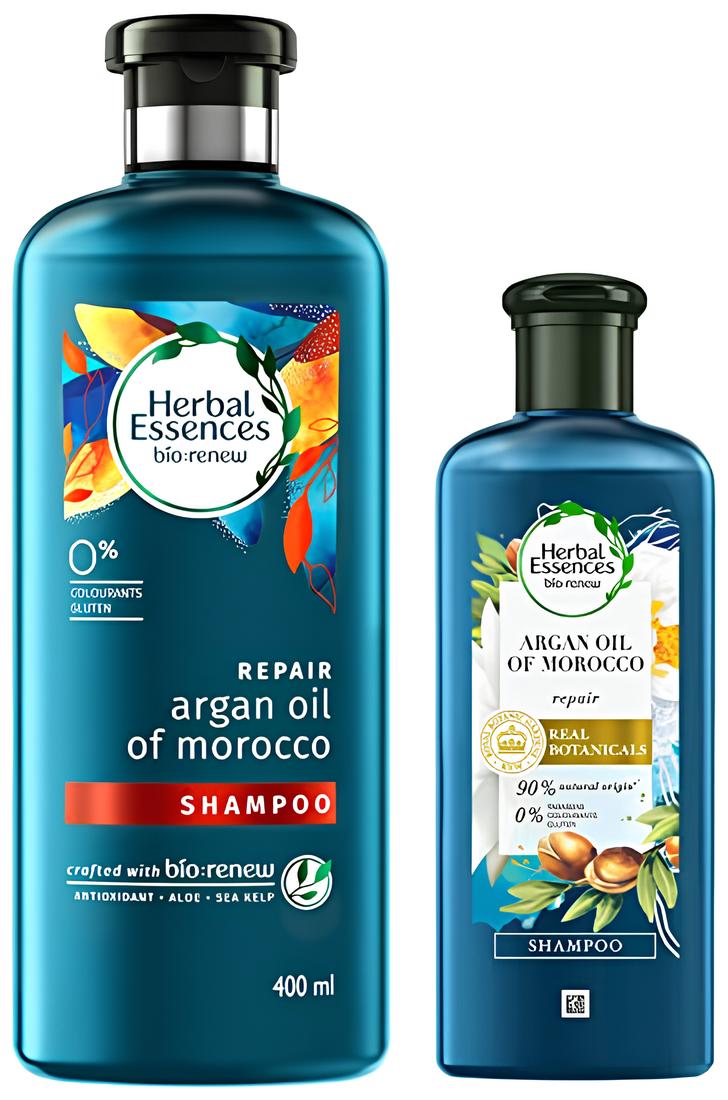 Herbal
Essences
bío:renew
0%
COLOURANTS
GLUTEN
REPAIR
argan oil
of morocco
SHAMPOO
crafted with bío:renew
ANTIOXIDANT • ALOE • SEA KELP
400 ml
Herbal
Essences
bío:renew
ARGAN OIL
OF MOROCCO
repair
REAL
BOTANICALS
90% natural origin
0%
COLOURANTS
GLUTEN
SHAMPOO